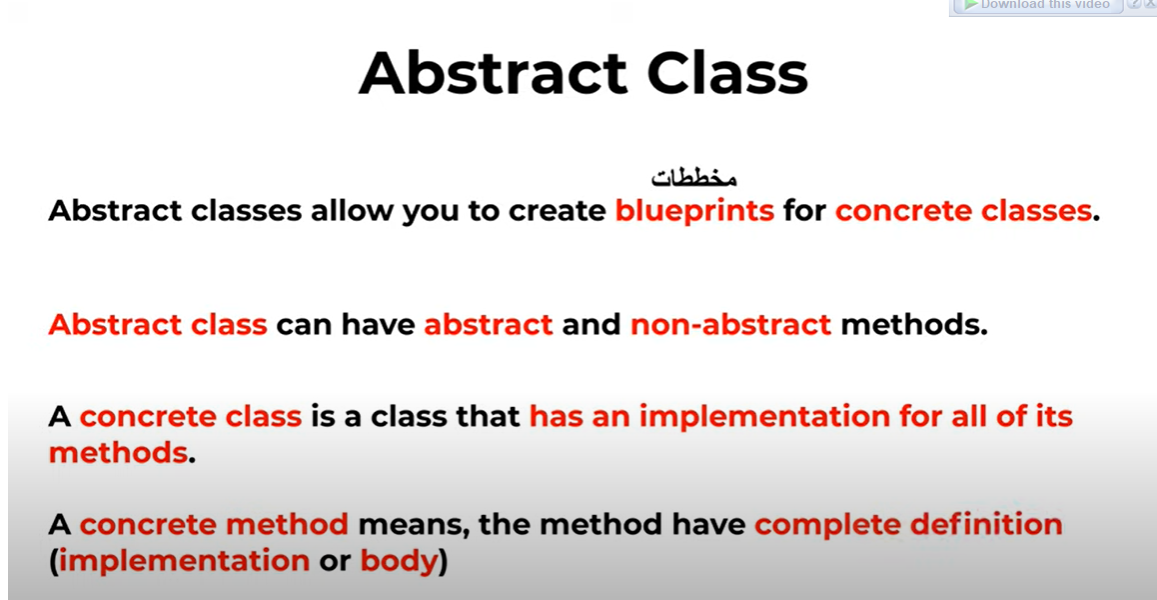 Download this video
Abstract Class
مخططات
Abstract classes allow you to create blueprints for concrete classes.
Abstract class can have abstract and non-abstract methods.
A concrete class is a class that has an implementation for all of its
methods.
A concrete method means, the method have complete definition
(implementation or body)